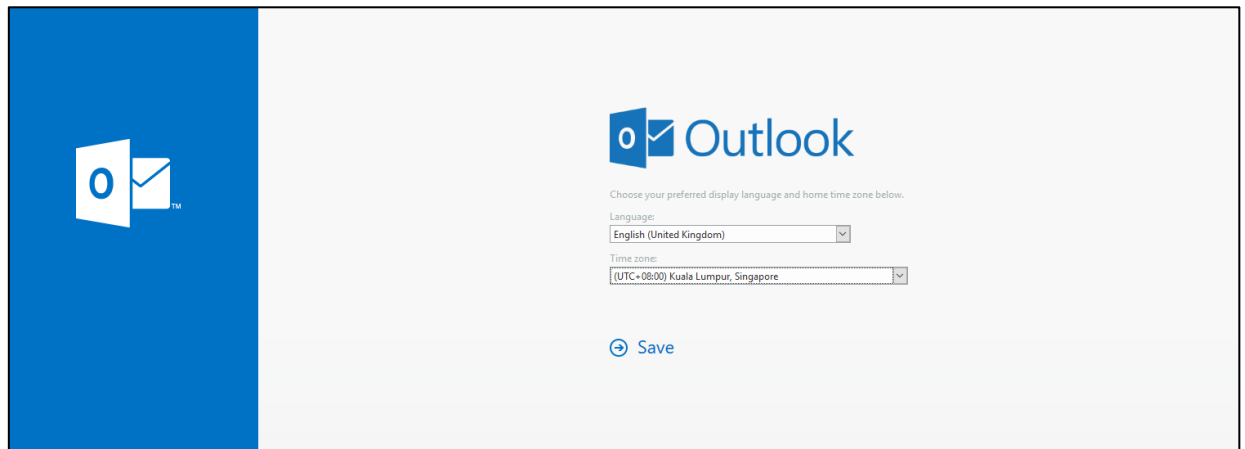 O
TM
O Outlook
Choose your preferred display language and home time zone below.
Language:
English (United Kingdom)
Time zone:
(UTC+08:00) Kuala Lumpur, Singapore
Save